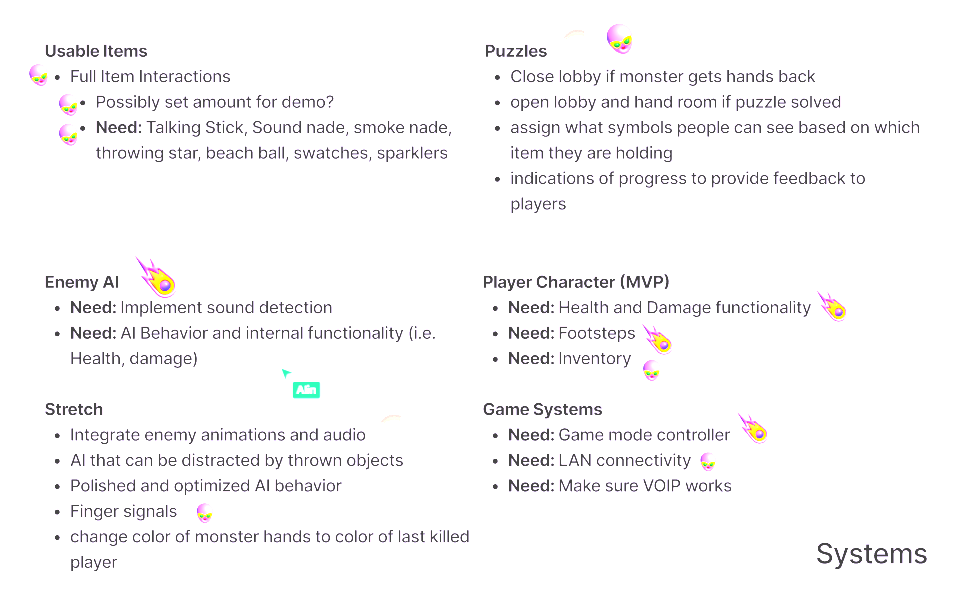 Usable Items
Full Item Interactions
Possibly set amount for demo?
Need: Talking Stick, Sound nade, smoke nade,
throwing star, beach ball, swatches, sparklers
Puzzles
Close lobby if monster gets hands back
open lobby and hand room if puzzle solved
assign what symbols people can see based on which
item they are holding
indications of progress to provide feedback to
players
Enemy AI
Need: Implement sound detection
Need: AI Behavior and internal functionality (i.e.
Health, damage)
Player Character (MVP)
Need: Health and Damage functionality
Need: Footsteps
Need: Inventory
Stretch
Integrate enemy animations and audio
AI that can be distracted by thrown objects
Polished and optimized AI behavior
Finger signals
change color of monster hands to color of last killed
player
Game Systems
Need: Game mode controller
Need: LAN connectivity
Need: Make sure VOIP works
Systems